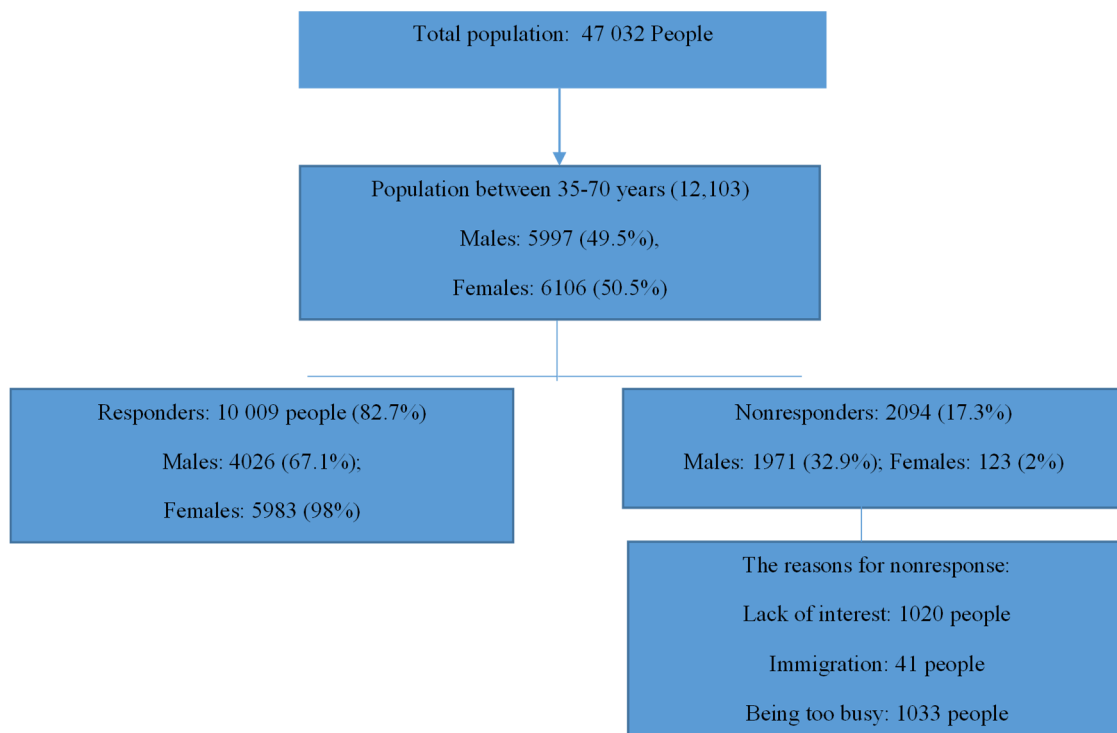 Total population: 47 032 People
Population between 35-70 years (12,103)
Males: 5997 (49.5%),
Females: 6106 (50.5%)
Responders: 10 009 people (82.7%)
Males: 4026 (67.1%);
Females: 5983 (98%)
Nonresponders: 2094 (17.3%)
Males: 1971 (32.9%); Females: 123 (2%)
The reasons for nonresponse:
Lack of interest: 1020 people
Immigration: 41 people
Being too busy: 1033 people